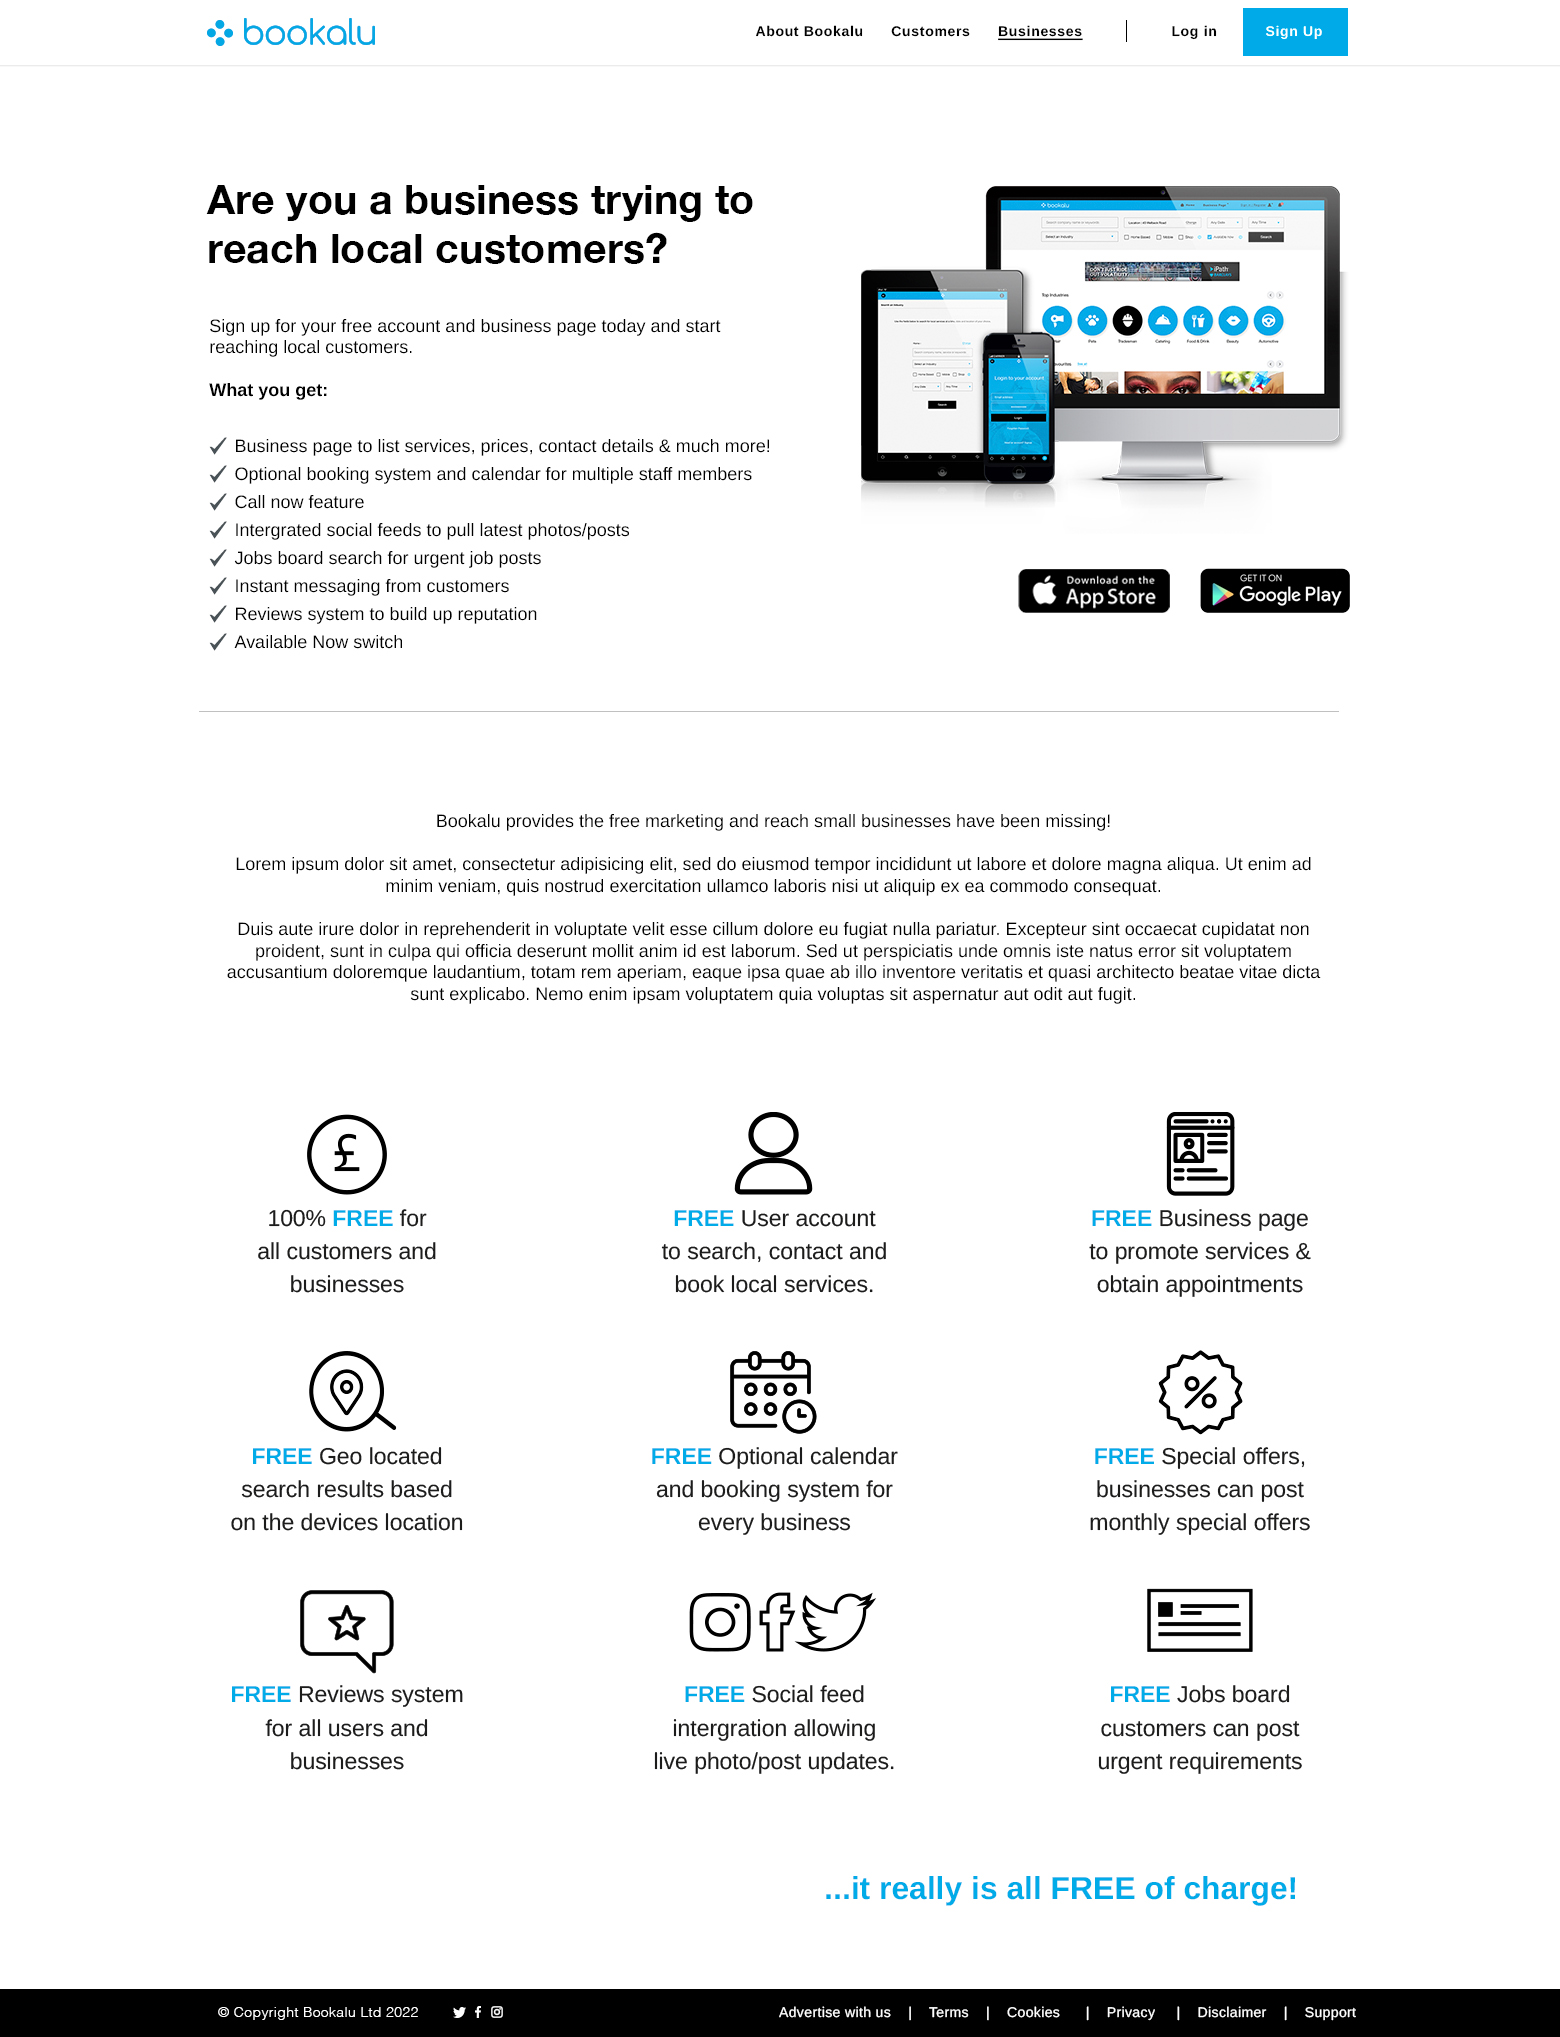 bookalu
About Bookalu Customers Businesses | Log in Sign Up
Are you a business trying to
reach local customers?
Sign up for your free account and business page today and start
reaching local customers.
What you get:
Business page to list services, prices, contact details & much more!
Optional booking system and calendar for multiple staff members
Call now feature
Intergrated social feeds to pull latest photos/posts
Jobs board search for urgent job posts
Instant messaging from customers
Reviews system to build up reputation
Available Now switch
bookalu
Search
Top Industries
Pets Tradesman Catering Food & Drink Beauty Automotive
Login to your account
Login
Download on the
App Store
GET IT ON
Google Play
Bookalu provides the free marketing and reach small businesses have been missing!
Lorem ipsum dolor sit amet, consectetur adipisicing elit, sed do eiusmod tempor incididunt ut labore et dolore magna aliqua. Ut enim ad
minim veniam, quis nostrud exercitation ullamco laboris nisi ut aliquip ex ea commodo consequat.
Duis aute irure dolor in reprehenderit in voluptate velit esse cillum dolore eu fugiat nulla pariatur. Excepteur sint occaecat cupidatat non
proident, sunt in culpa qui officia deserunt mollit anim id est laborum. Sed ut perspiciatis unde omnis iste natus error sit voluptatem
accusantium doloremque laudantium, totam rem aperiam, eaque ipsa quae ab illo inventore veritatis et quasi architecto beatae vitae dicta
sunt explicabo. Nemo enim ipsam voluptatem quia voluptas sit aspernatur aut odit aut fugit.
£
100% FREE for
all customers and
businesses
FREE User account
to search, contact and
book local services.
FREE Business page
to promote services &
obtain appointments
%
FREE Geo located
search results based
on the devices location
FREE Optional calendar
and booking system for
every business
FREE Special offers,
businesses can post
monthly special offers
FREE Reviews system
for all users and
businesses
FREE Social feed
intergration allowing
live photo/post updates.
FREE Jobs board
customers can post
urgent requirements
...it really is all FREE of charge!
© Copyright Bookalu Ltd 2022
Advertise with us | Terms | Cookies | Privacy | Disclaimer | Support